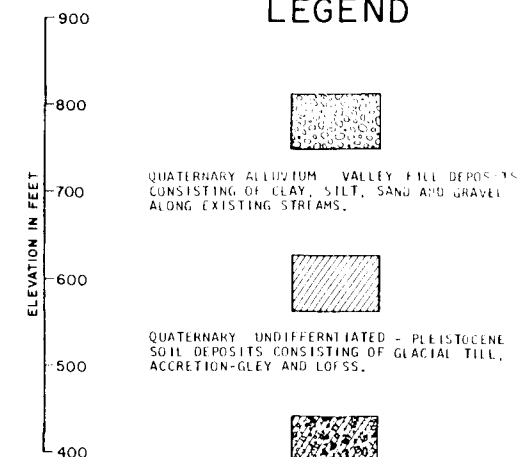 LEGEND
900
800
700
600
500
400
ELEVATION IN FEET
QUATERNARY ALLUVIUM VALLEY FILL DEPOSITS
CONSISTING OF CLAY, SILT, SAND AND GRAVEL
ALONG EXISTING STREAMS.
QUATERNARY UNDIFFERNTIATED - PLEISTOCENE
SOIL DEPOSITS CONSISTING OF GLACIAL TILL,
ACCRETION-GLEY AND LOESS.